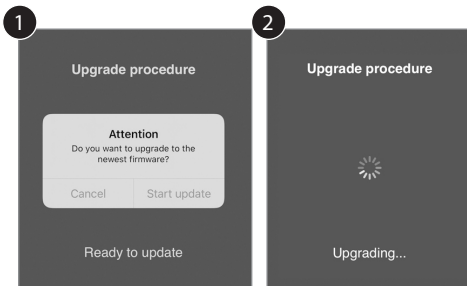 1
Upgrade procedure
Attention
Do you want to upgrade to the
newest firmware?
Cancel
Start update
Ready to update
2
Upgrade procedure
Upgrading...